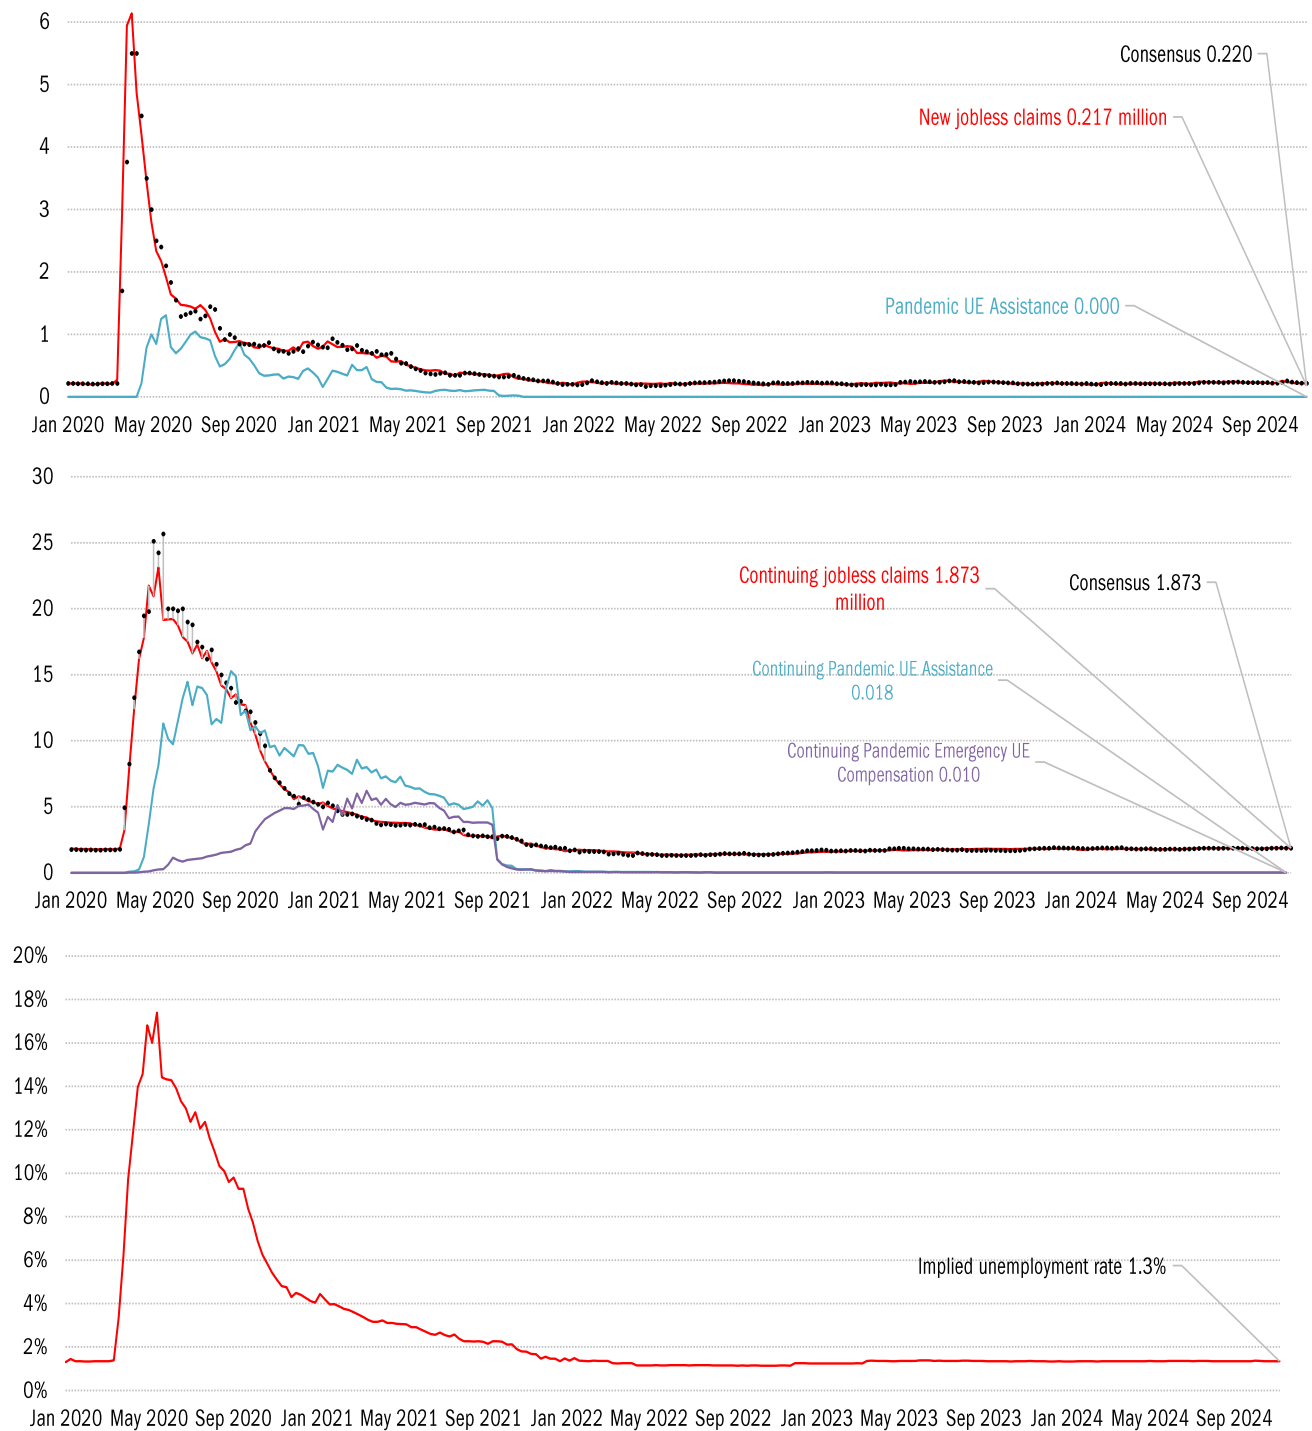 6
Consensus 0.220
5
New jobless claims 0.217 million
4
3
2
Pandemic UE Assistance 0.000
1
0
Jan 2020 May 2020 Sep 2020 Jan 2021 May 2021 Sep 2021 Jan 2022 May 2022 Sep 2022 Jan 2023 May 2023 Sep 2023 Jan 2024 May 2024 Sep 2024
30
25
Continuing jobless claims 1.873
million
Consensus 1.873
20
Continuing Pandemic UE Assistance
0.018
15
Continuing Pandemic Emergency UE
Compensation 0.010
10
5
0
Jan 2020 May 2020 Sep 2020 Jan 2021 May 2021 Sep 2021 Jan 2022 May 2022 Sep 2022 Jan 2023 May 2023 Sep 2023 Jan 2024 May 2024 Sep 2024
20%
18%
16%
14%
12%
10%
8%
6%
Implied unemployment rate 1.3%
4%
2%
0%
Jan 2020 May 2020 Sep 2020 Jan 2021 May 2021 Sep 2021 Jan 2022 May 2022 Sep 2022 Jan 2023 May 2023 Sep 2023 Jan 2024 May 2024 Sep 2024